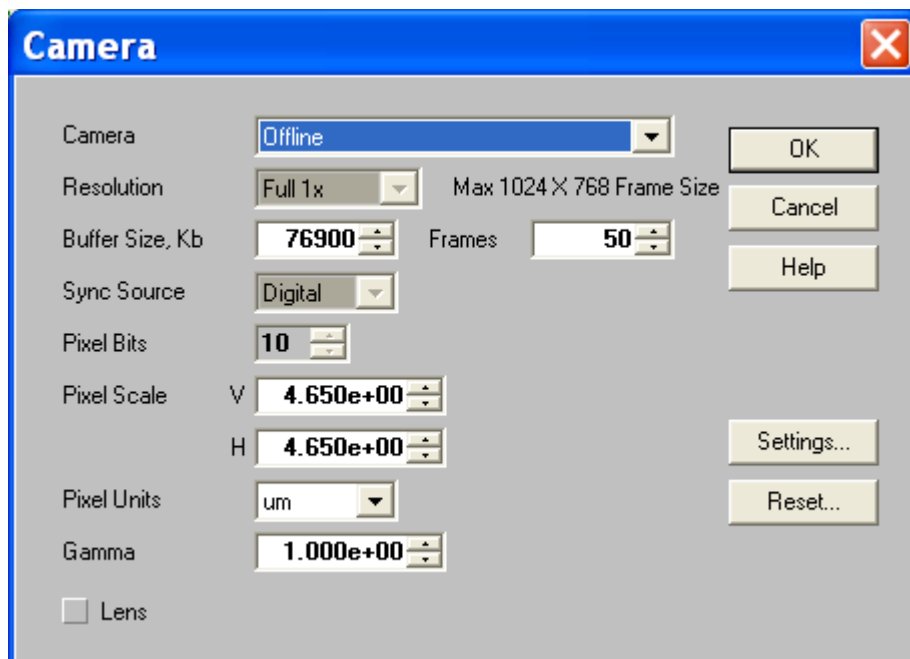 Camera
Camera Offline
OK
Resolution Full 1x Max 1024 X 768 Frame Size
Cancel
Buffer Size, Kb 76900 Frames 50
Help
Sync Source Digital
Pixel Bits 10
Pixel Scale V 4.650e+00
H 4.650e+00
Settings...
Pixel Units um
Reset...
Gamma 1.000e+00
Lens